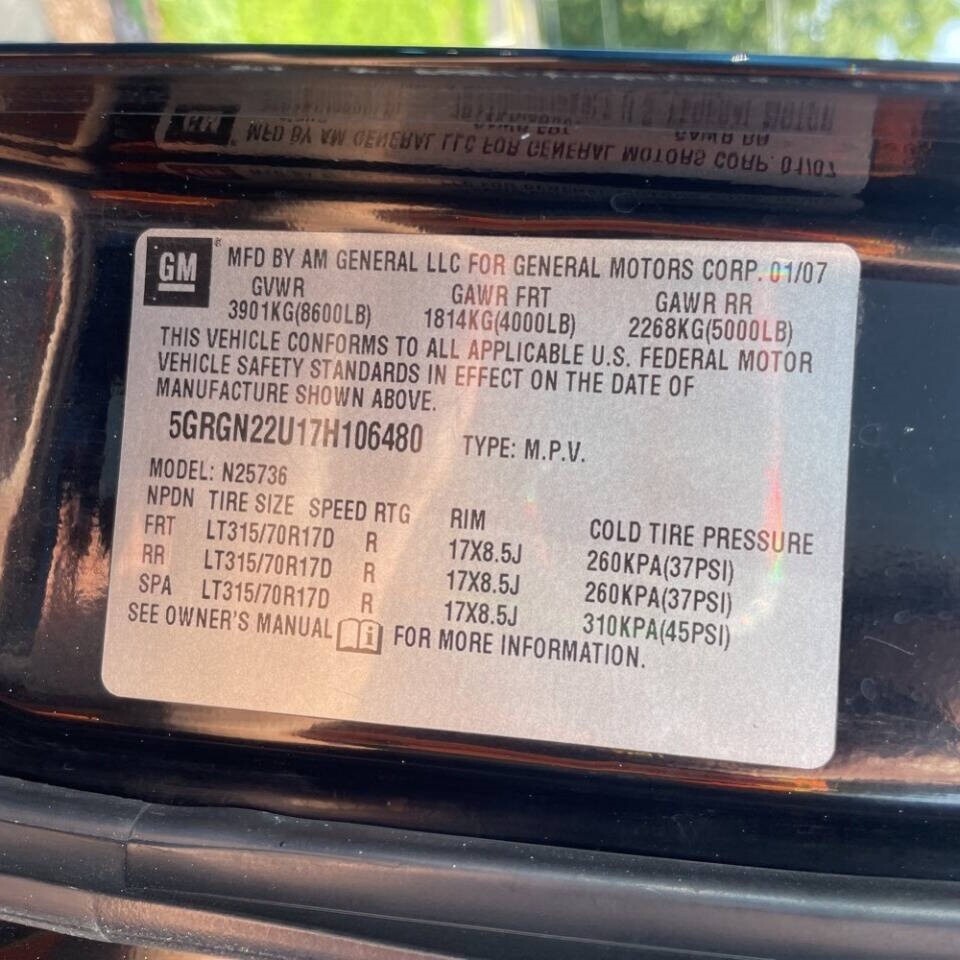 GM MFD BY AM GENERAL LLC FOR GENERAL MOTORS CORP. 01/07
GVWR GAWR FRT GAWR RR
3901KG(8600LB) 1814KG(4000LB) 2268KG(5000LB)
THIS VEHICLE CONFORMS TO ALL APPLICABLE U.S. FEDERAL MOTOR
VEHICLE SAFETY STANDARDS IN EFFECT ON THE DATE OF
MANUFACTURE SHOWN ABOVE.
5GRGN22U17H106480 TYPE: M.P.V.
MODEL: N25736
NPDN TIRE SIZE SPEED RTG RIM COLD TIRE PRESSURE
FRT LT315/70R17D R 17X8.5J 260KPA(37PSI)
RR LT315/70R17D R 17X8.5J 260KPA(37PSI)
SPA LT315/70R17D R 17X8.5J 310KPA(45PSI)
SEE OWNER'S MANUAL i FOR MORE INFORMATION.